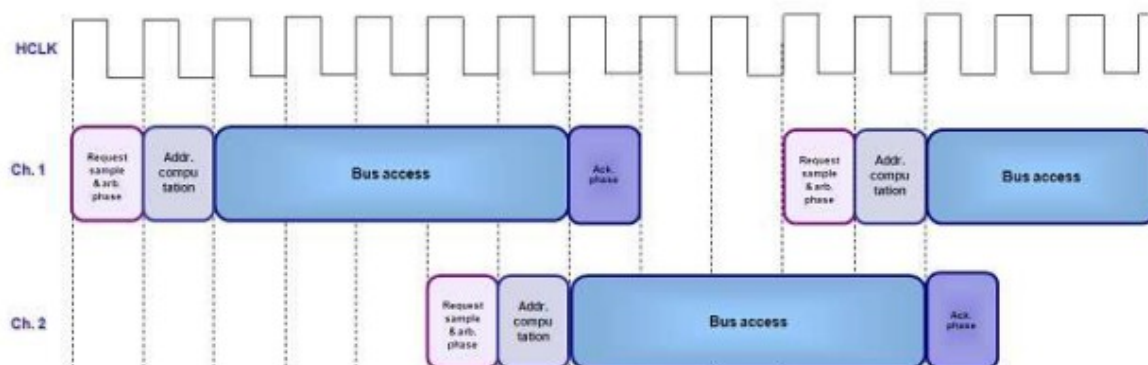 HCLK
Ch. 1
Request
sample
& arb.
phase
Addr.
compu
tation
Bus access
Ack.
phase
Request
sample
& arb.
phase
Addr.
compu
tation
Bus access
Ch. 2
Request
sample
& arb.
phase
Addr.
compu
tation
Bus access
Ack.
phase